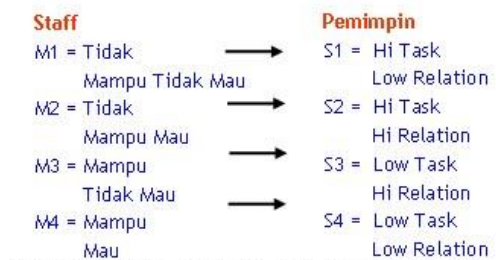 Staff
M1 = Tidak
Mampu Tidak Mau
M2 = Tidak
Mampu Mau
M3 = Mampu
Tidak Mau
M4 = Mampu
Mau
Pemimpin
S1 = Hi Task
Low Relation
S2 = Hi Task
Hi Relation
S3 = Low Task
Hi Relation
S4 = Low Task
Low Relation